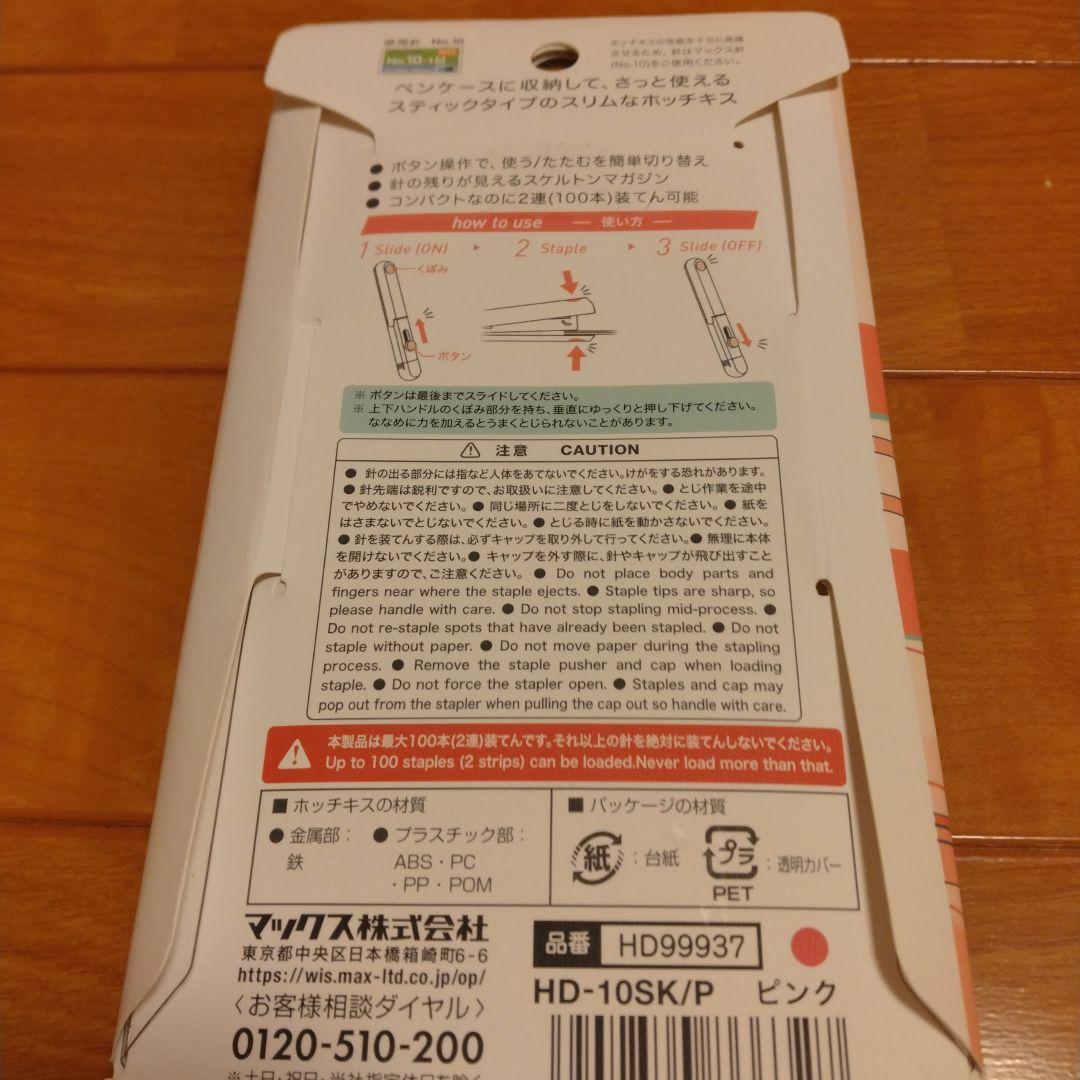 使用針 No.10
No.10-1M
ホッチキスの性能を十分に発揮
させるため、針はマックス針
(No.10)をご使用ください。
ペンケースに収納して、さっと使える
スティックタイプのスリムなホッチキス
● ボタン操作で、使う/たたむを簡単切り替え
● 針の残りが見えるスケルトンマガジン
● コンパクトなのに2連(100本)装てん可能
how to use — 使い方 —
1 Slide (ON) ▸ 2 Staple ▸ 3 Slide (OFF)
くぼみ
ボタン
※ ボタンは最後までスライドしてください。
※ 上下ハンドルのくぼみ部分を持ち、垂直にゆっくりと押し下げてください。
ななめに力を加えるとうまくとじられないことがあります。
⚠ 注意 CAUTION
● 針の出る部分には指など人体をあてないでください。けがをする恐れがあります。
● 針先端は鋭利ですので、お取扱いに注意してください。● とじ作業を途中
でやめないでください。● 同じ場所に二度とじをしないでください。● 紙を
はさまないでとじないでください。● とじる時に紙を動かさないでください。
● 針を装てんする際は、必ずキャップを取り外して行ってください。● 無理に本体
を開けないでください。● キャップを外す際に、針やキャップが飛び出すこと
がありますので、ご注意ください。 ● Do not place body parts and
fingers near where the staple ejects. ● Staple tips are sharp, so
please handle with care. ● Do not stop stapling mid-process. ●
Do not re-staple spots that have already been stapled. ● Do not
staple without paper. ● Do not move paper during the stapling
process. ● Remove the staple pusher and cap when loading
staple. ● Do not force the stapler open. ● Staples and cap may
pop out from the stapler when pulling the cap out so handle with care.
本製品は最大100本(2連)装てんです。それ以上の針を絶対に装てんしないでください。
Up to 100 staples (2 strips) can be loaded.Never load more than that.
■ ホッチキスの材質
● 金属部: ● プラスチック部:
鉄 ABS・PC
・PP・POM
■ パッケージの材質
紙 : 台紙 プラ : 透明カバー
PET
マックス株式会社
東京都中央区日本橋箱崎町6-6
https://wis.max-ltd.co.jp/op/
〈お客様相談ダイヤル〉
0120-510-200
※土日・祝日・当社指定休日を除く
品番 HD99937
HD-10SK/P ピンク